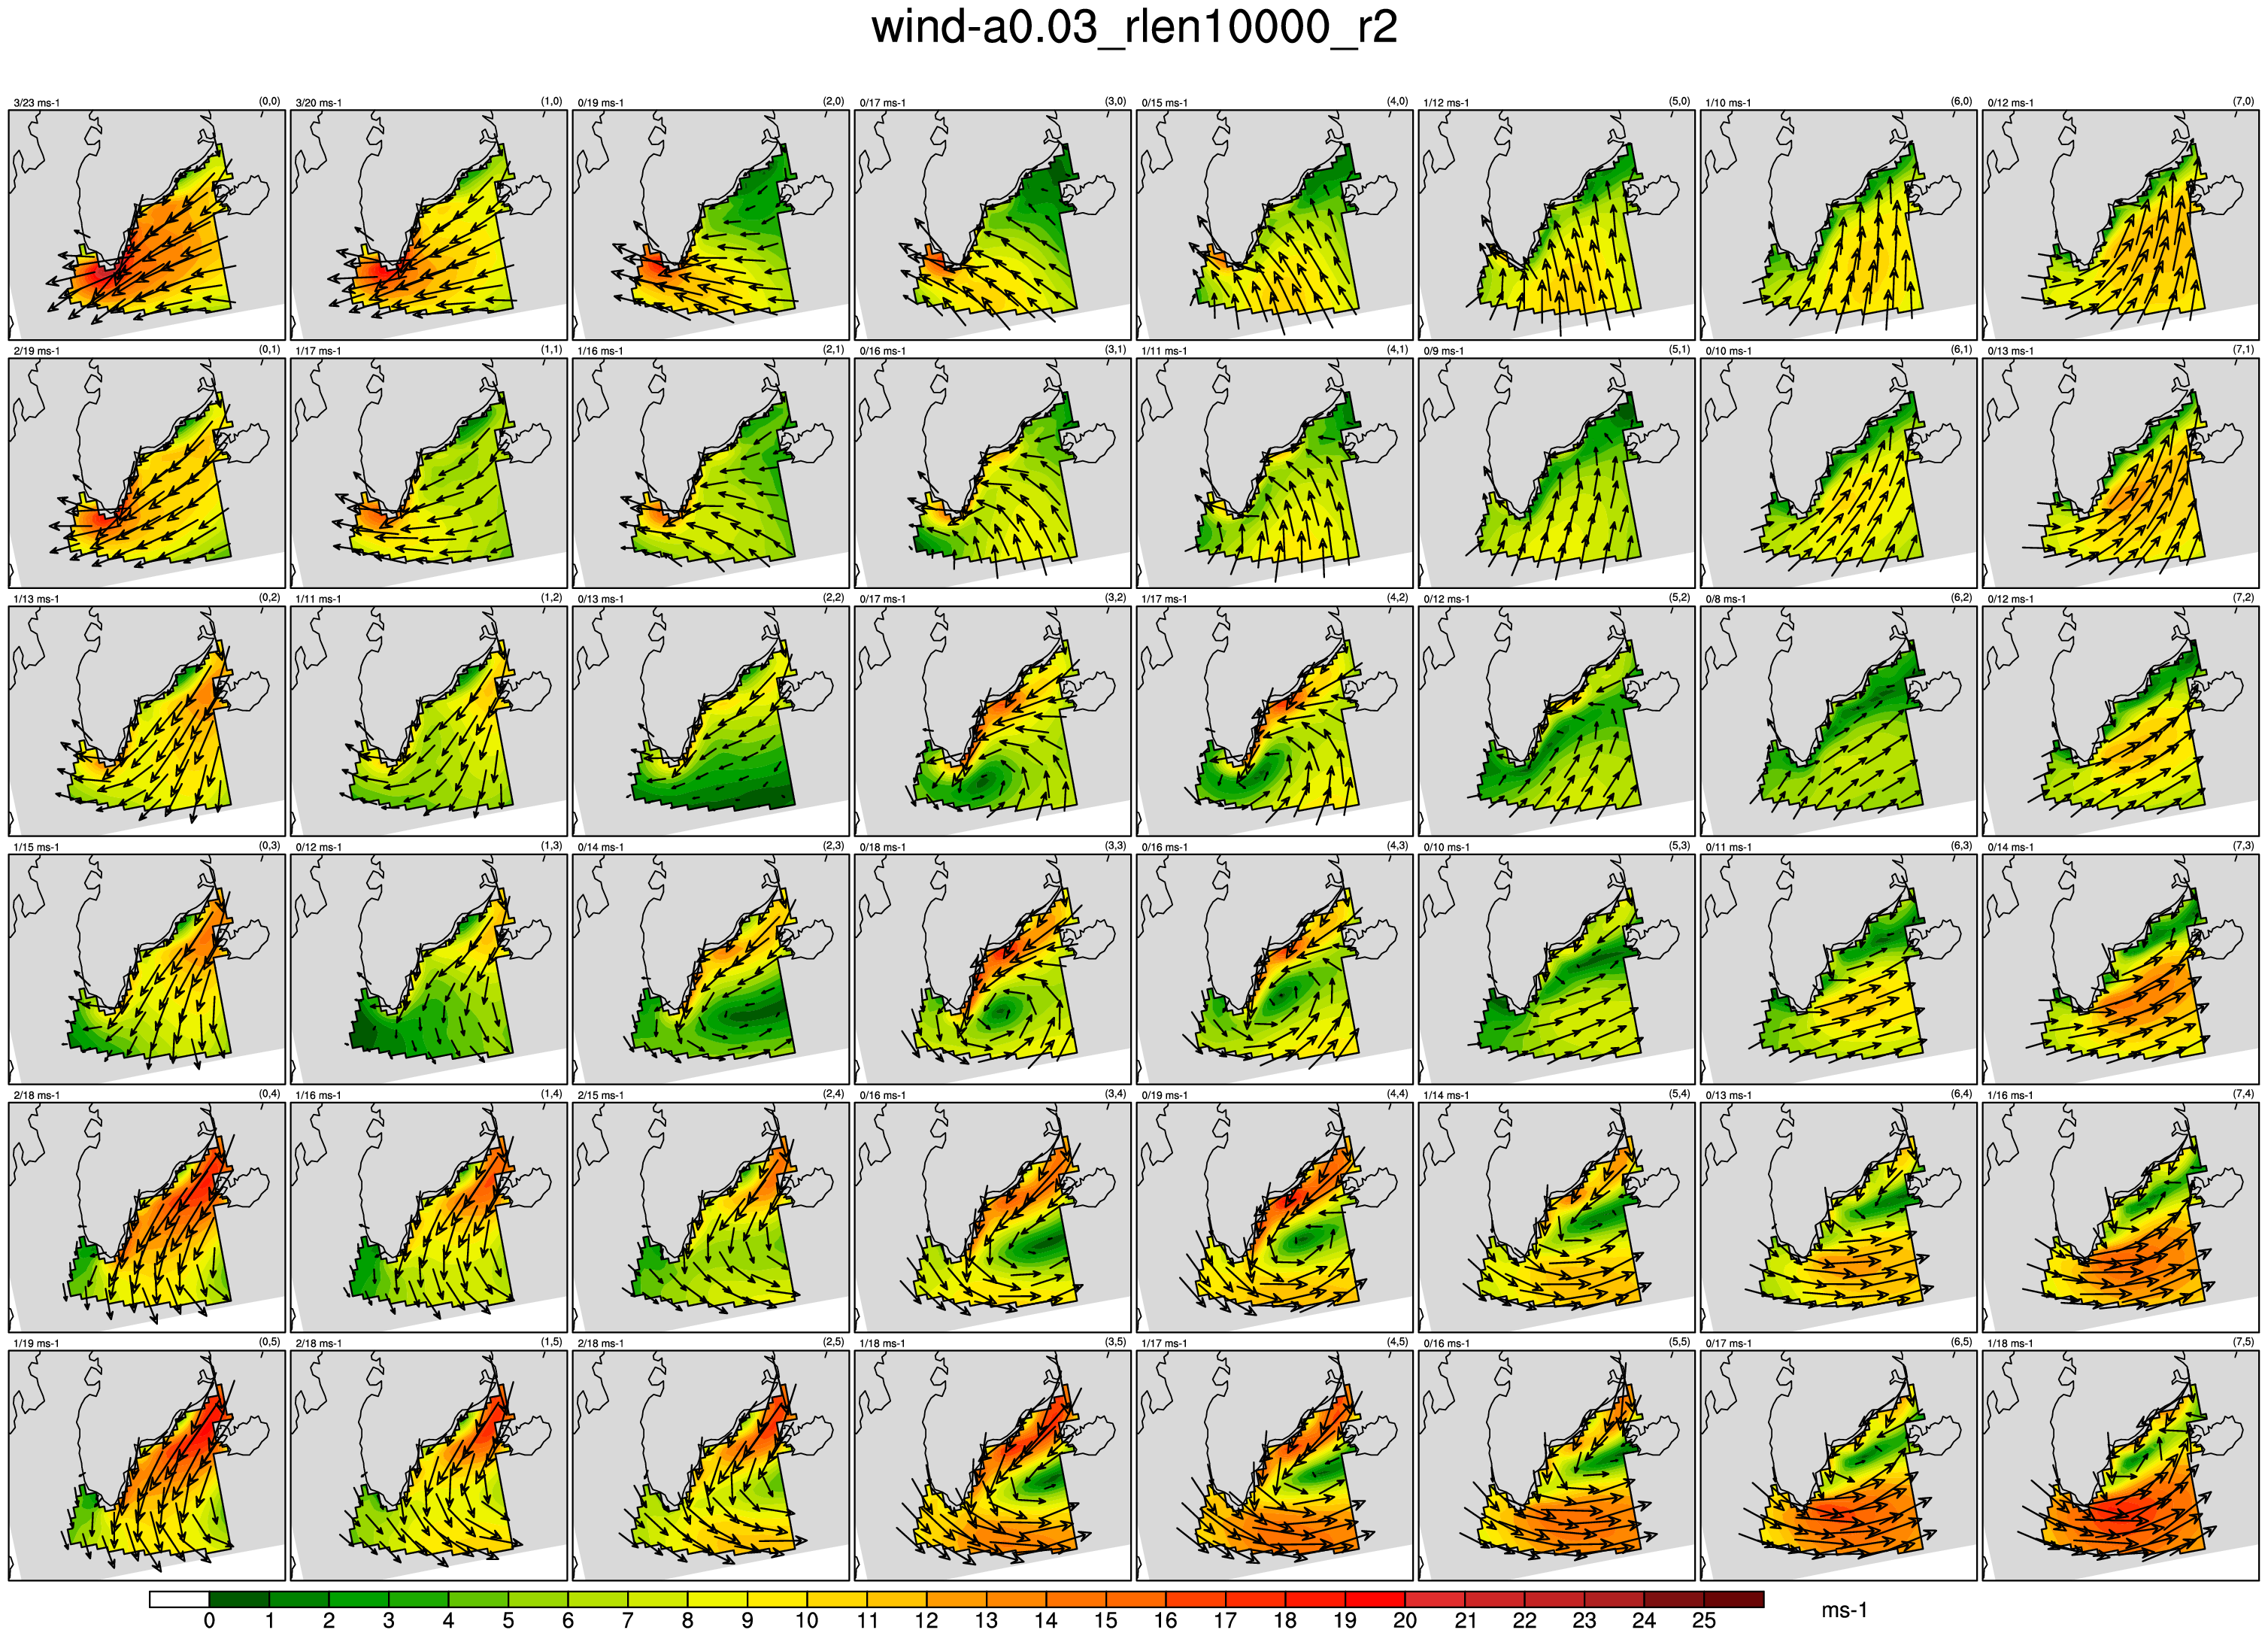 wind-a0.03_rlen10000_r2
3/23 ms-1 (0,0) 3/20 ms-1 (1,0) 0/19 ms-1 (2,0) 0/17 ms-1 (3,0) 0/15 ms-1 (4,0) 1/12 ms-1 (5,0) 1/10 ms-1 (6,0) 0/12 ms-1 (7,0)
2/19 ms-1 (0,1) 1/17 ms-1 (1,1) 1/16 ms-1 (2,1) 0/16 ms-1 (3,1) 1/11 ms-1 (4,1) 0/9 ms-1 (5,1) 0/10 ms-1 (6,1) 0/13 ms-1 (7,1)
1/13 ms-1 (0,2) 1/11 ms-1 (1,2) 0/13 ms-1 (2,2) 0/17 ms-1 (3,2) 1/17 ms-1 (4,2) 0/12 ms-1 (5,2) 0/8 ms-1 (6,2) 0/12 ms-1 (7,2)
1/15 ms-1 (0,3) 0/12 ms-1 (1,3) 0/14 ms-1 (2,3) 0/18 ms-1 (3,3) 0/16 ms-1 (4,3) 0/10 ms-1 (5,3) 0/11 ms-1 (6,3) 0/14 ms-1 (7,3)
2/18 ms-1 (0,4) 1/16 ms-1 (1,4) 2/15 ms-1 (2,4) 0/16 ms-1 (3,4) 0/19 ms-1 (4,4) 1/14 ms-1 (5,4) 0/13 ms-1 (6,4) 1/16 ms-1 (7,4)
1/19 ms-1 (0,5) 2/18 ms-1 (1,5) 2/18 ms-1 (2,5) 1/18 ms-1 (3,5) 1/17 ms-1 (4,5) 0/16 ms-1 (5,5) 0/17 ms-1 (6,5) 1/18 ms-1 (7,5)
0 1 2 3 4 5 6 7 8 9 10 11 12 13 14 15 16 17 18 19 20 21 22 23 24 25 ms-1